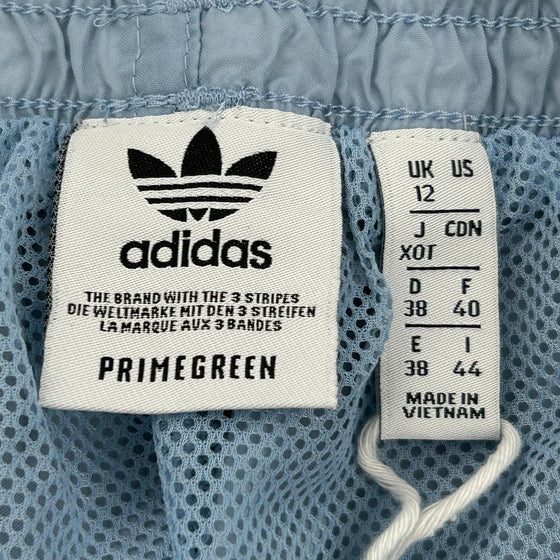 adidas
THE BRAND WITH THE 3 STRIPES
DIE WELTMARKE MIT DEN 3 STREIFEN
LA MARQUE AUX 3 BANDES
PRIMEGREEN
UK US
12
J CDN
XOT
D F
38 40
E I
38 44
MADE IN
VIETNAM